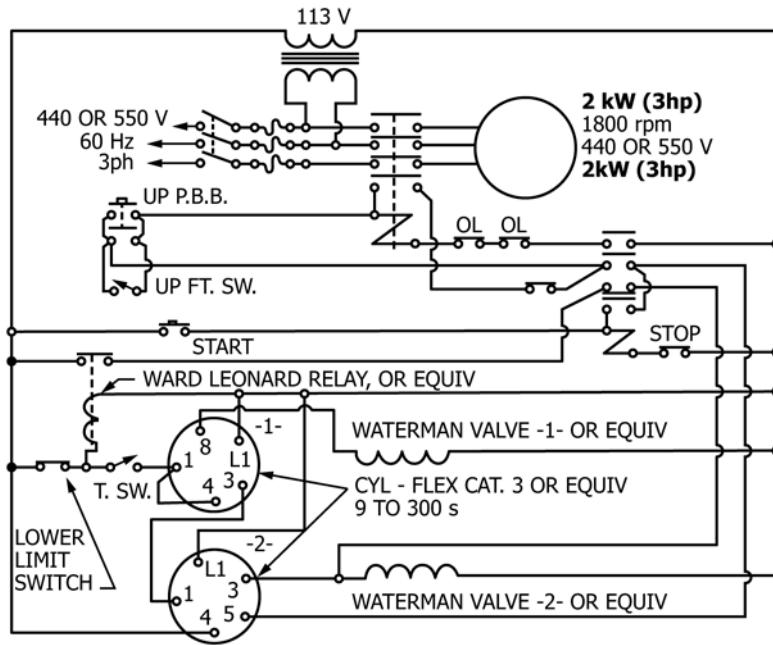 113 V
440 OR 550 V
60 Hz
3ph
2 kW (3hp)
1800 rpm
440 OR 550 V
2kW (3hp)
UP P.B.B.
OL
OL
UP FT. SW.
START
STOP
WARD LEONARD RELAY, OR EQUIV
-1-
8
L1
1
3
4
WATERMAN VALVE -1- OR EQUIV
T. SW.
CYL - FLEX CAT. 3 OR EQUIV
9 TO 300 s
LOWER
LIMIT
SWITCH
-2-
L1
3
1
4
5
WATERMAN VALVE -2- OR EQUIV